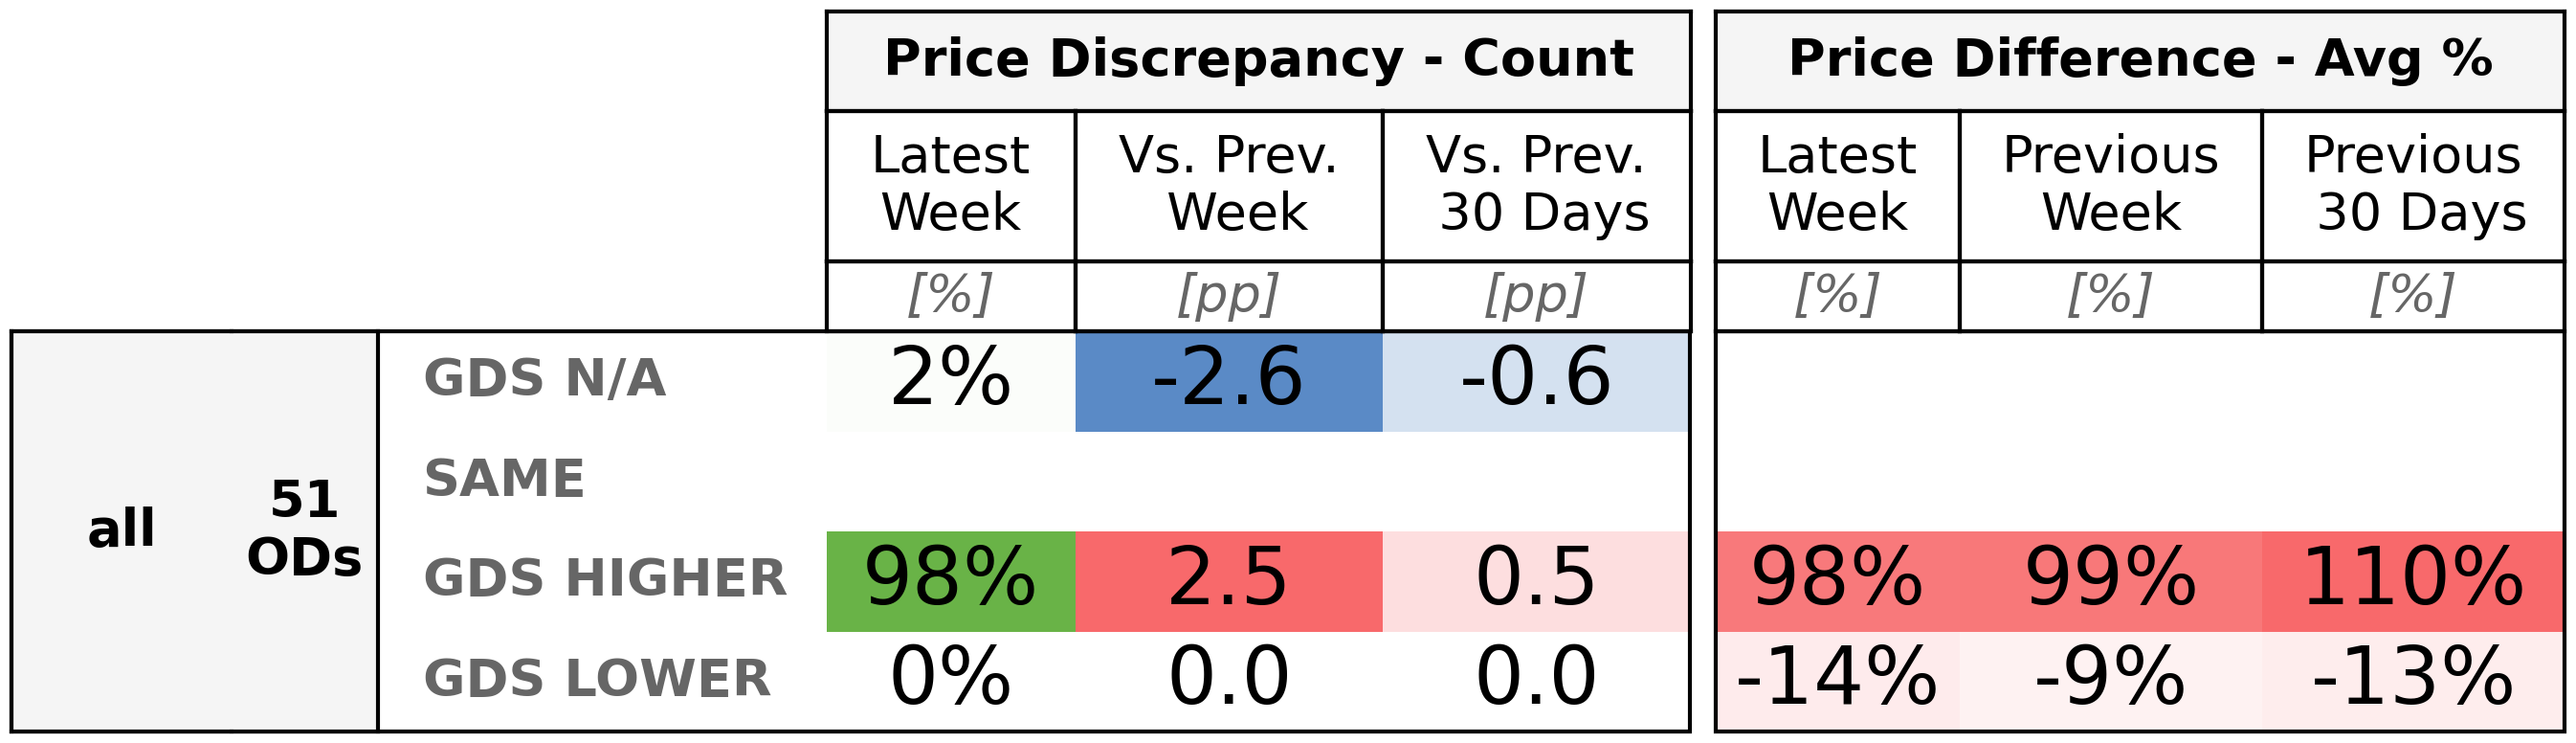 Price Discrepancy - Count Price Difference - Avg %
Latest Week Vs. Prev. Week Vs. Prev. 30 Days Latest Week Previous Week Previous 30 Days
[%] [pp] [pp] [%] [%] [%]
all 51 ODs
GDS N/A 2% -2.6 -0.6
SAME
GDS HIGHER 98% 2.5 0.5 98% 99% 110%
GDS LOWER 0% 0.0 0.0 -14% -9% -13%